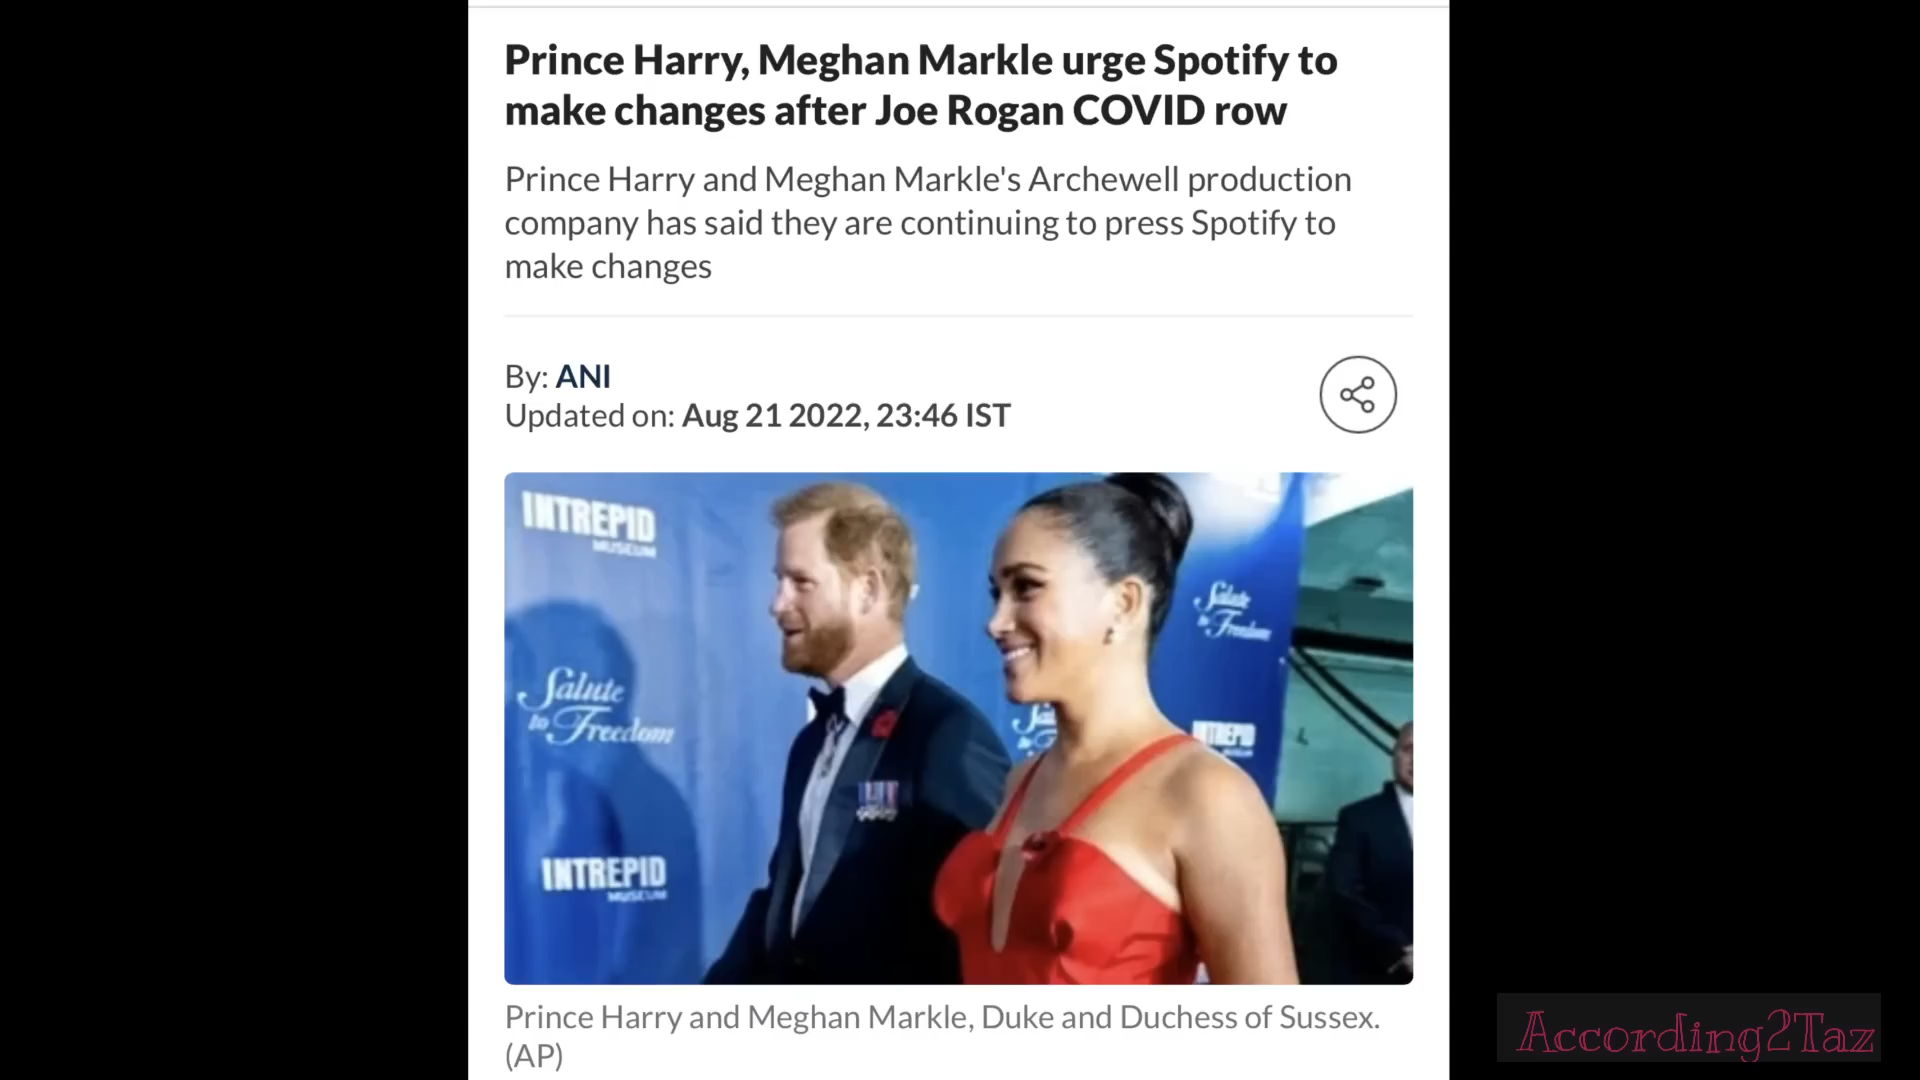 Prince Harry, Meghan Markle urge Spotify to
make changes after Joe Rogan COVID row
Prince Harry and Meghan Markle's Archewell production
company has said they are continuing to press Spotify to
make changes
By: ANI
Updated on: Aug 21 2022, 23:46 IST
INTREPID
MUSEUM
Salute
to Freedom
INTREPID
MUSEUM
Salute
to Freedom
INTREPID
Prince Harry and Meghan Markle, Duke and Duchess of Sussex.
(AP)
According2Taz